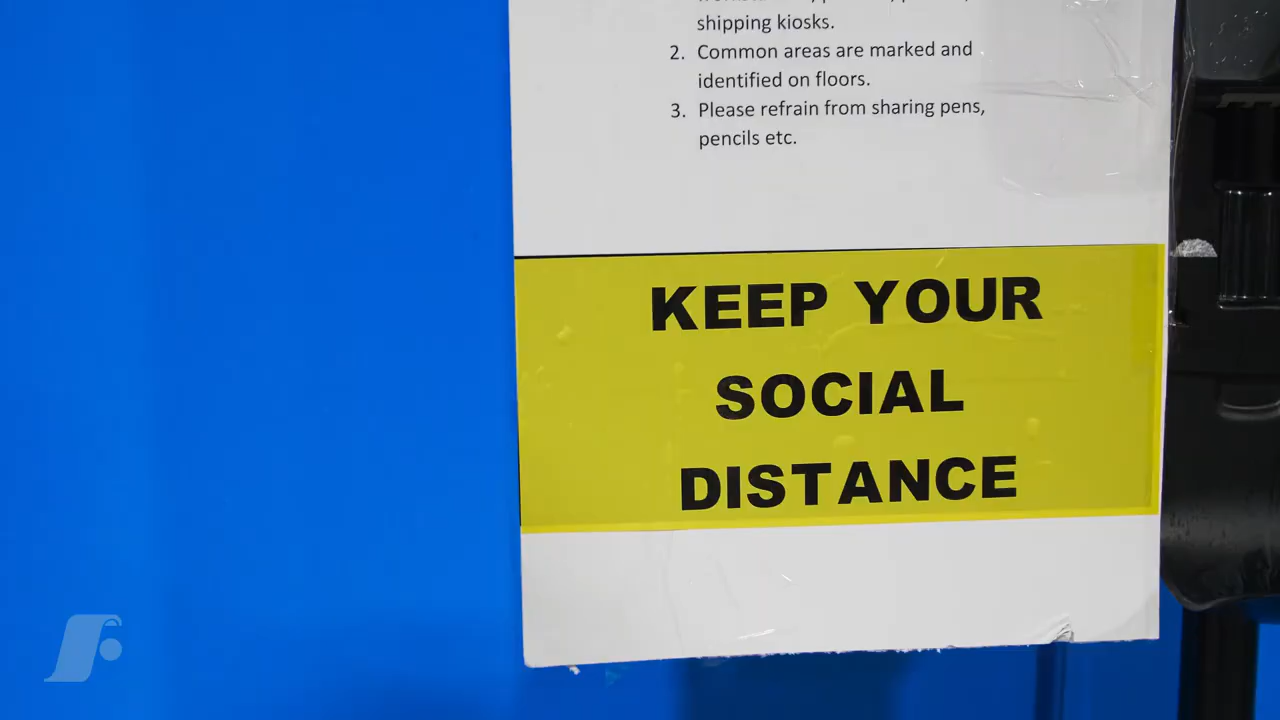 shipping kiosks.
2. Common areas are marked and
identified on floors.
3. Please refrain from sharing pens,
pencils etc.
KEEP YOUR
SOCIAL
DISTANCE